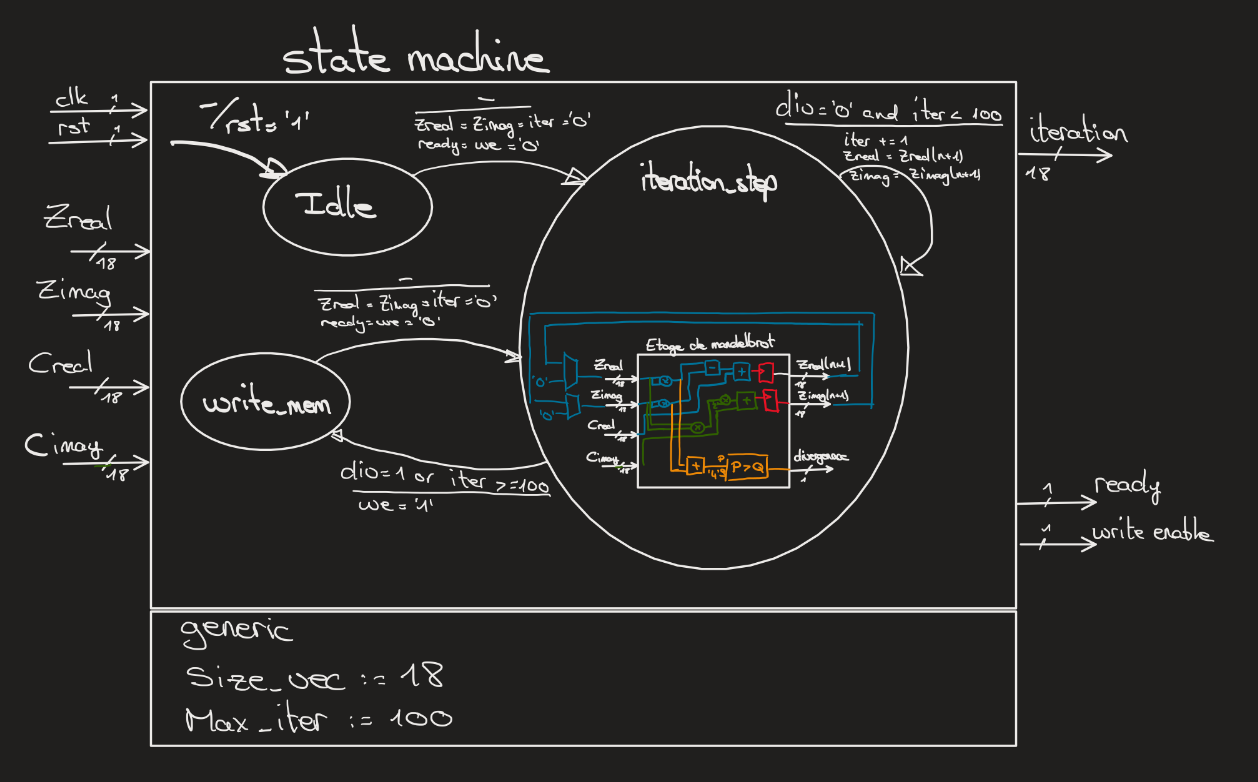 state machine
clk 1
rst 1
Zreal
18
Zimag
18
Creal
18
Cimag
18
-/rst='1'
Idle
-
Zreal = Zimag = iter = '0'
ready = we = '0'
iteration_step
div = '0' and iter < 100
iter += 1
Zreal = Zreal(n+1)
Zimag = Zimag(n+1)
iteration
18
-
Zreal = Zimag = iter = '0'
ready = we = '0'
write_mem
div = 1 or iter >= 100
we = '1'
Etage de mandelbrot
'0'
'0'
Zreal
18
Zimag
18
Creal
18
Cimag
18
x
x
-
+
x
+
x
+
P
'4'
Q
P > Q
Zreal(n+1)
18
Zimag(n+1)
18
divergence
1
ready
1
write enable
1
generic
Size_vec := 18
Max_iter := 100